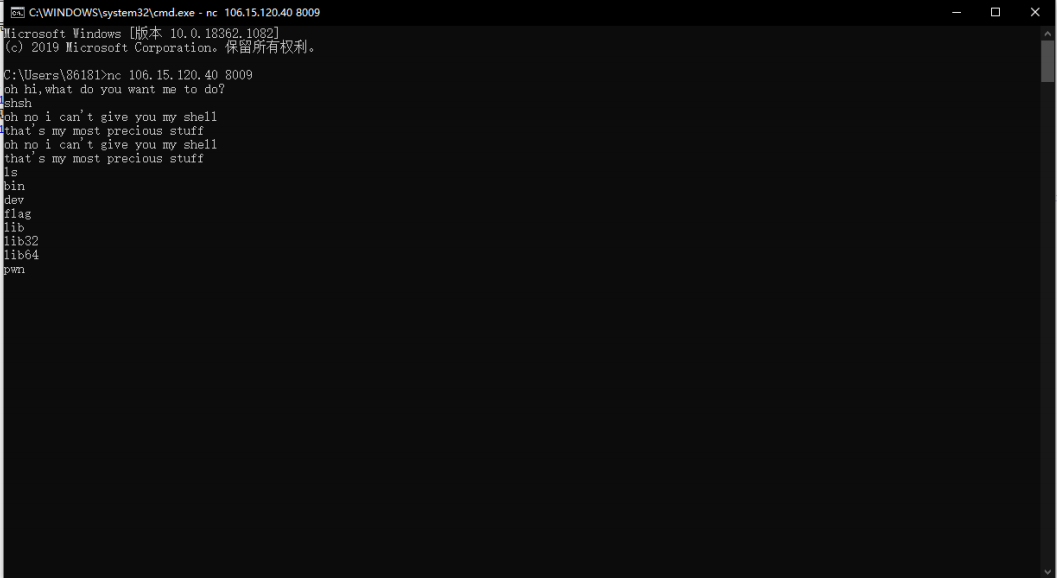 C:\WINDOWS\system32\cmd.exe - nc  106.15.120.40 8009
Microsoft Windows [版本 10.0.18362.1082]
(c) 2019 Microsoft Corporation。保留所有权利。
C:\Users\86181>nc 106.15.120.40 8009
oh hi,what do you want me to do?
shsh
oh no i can't give you my shell
that's my most precious stuff
oh no i can't give you my shell
that's my most precious stuff
ls
bin
dev
flag
lib
lib32
lib64
pwn